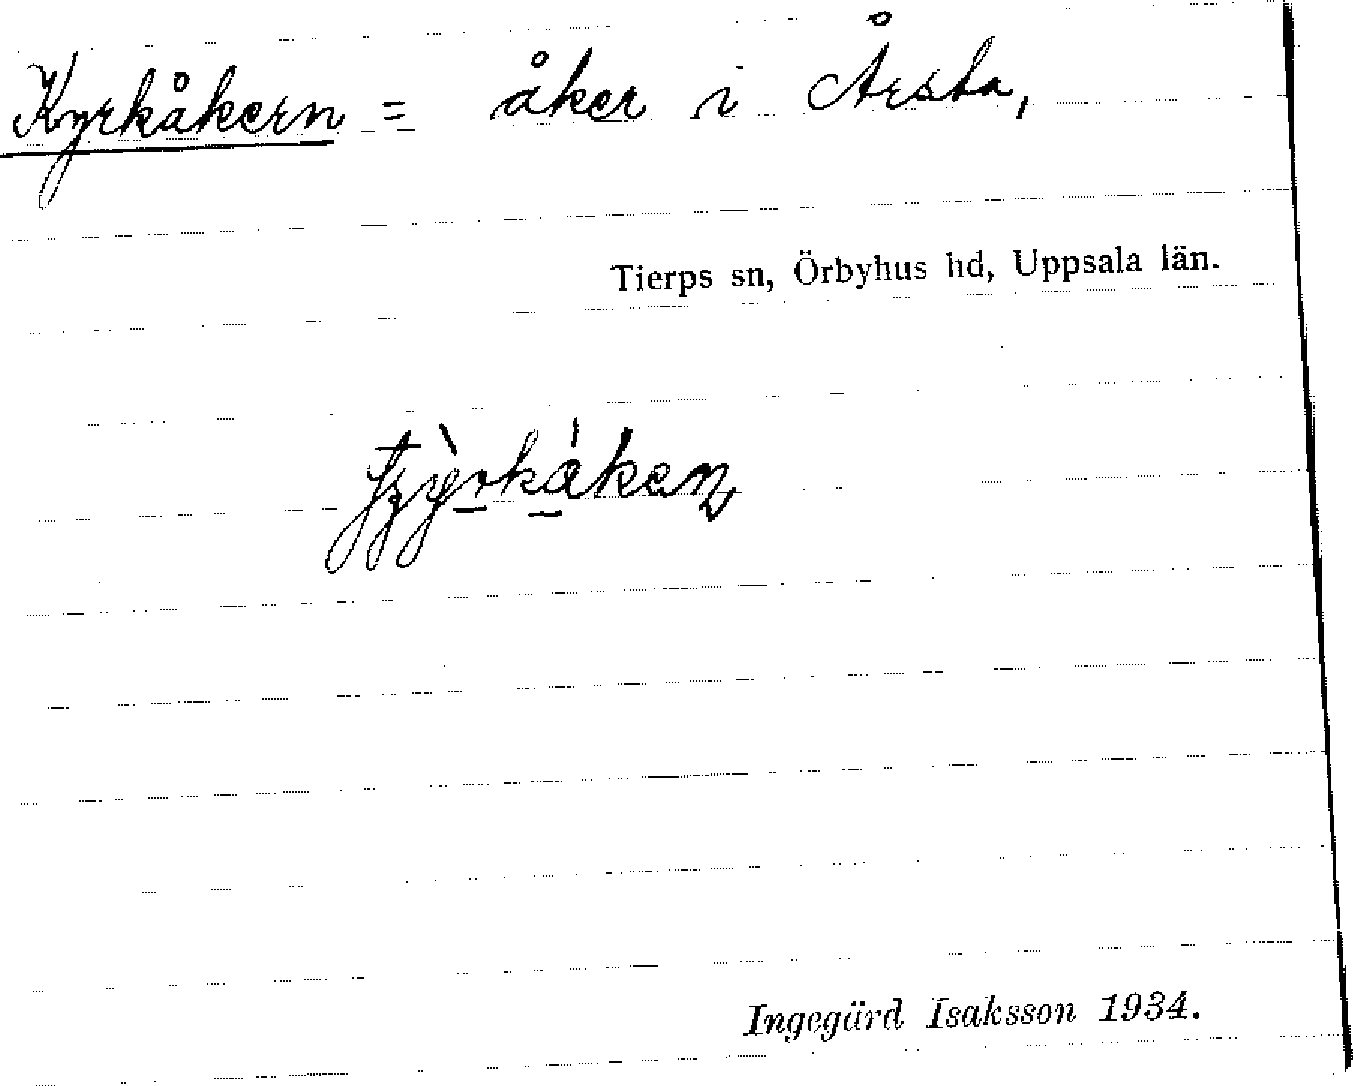 Kyrkåkern = åker i Årsta,
Tierps sn, Örbyhus hd, Uppsala län.
Ingegärd Isaksson 1934.